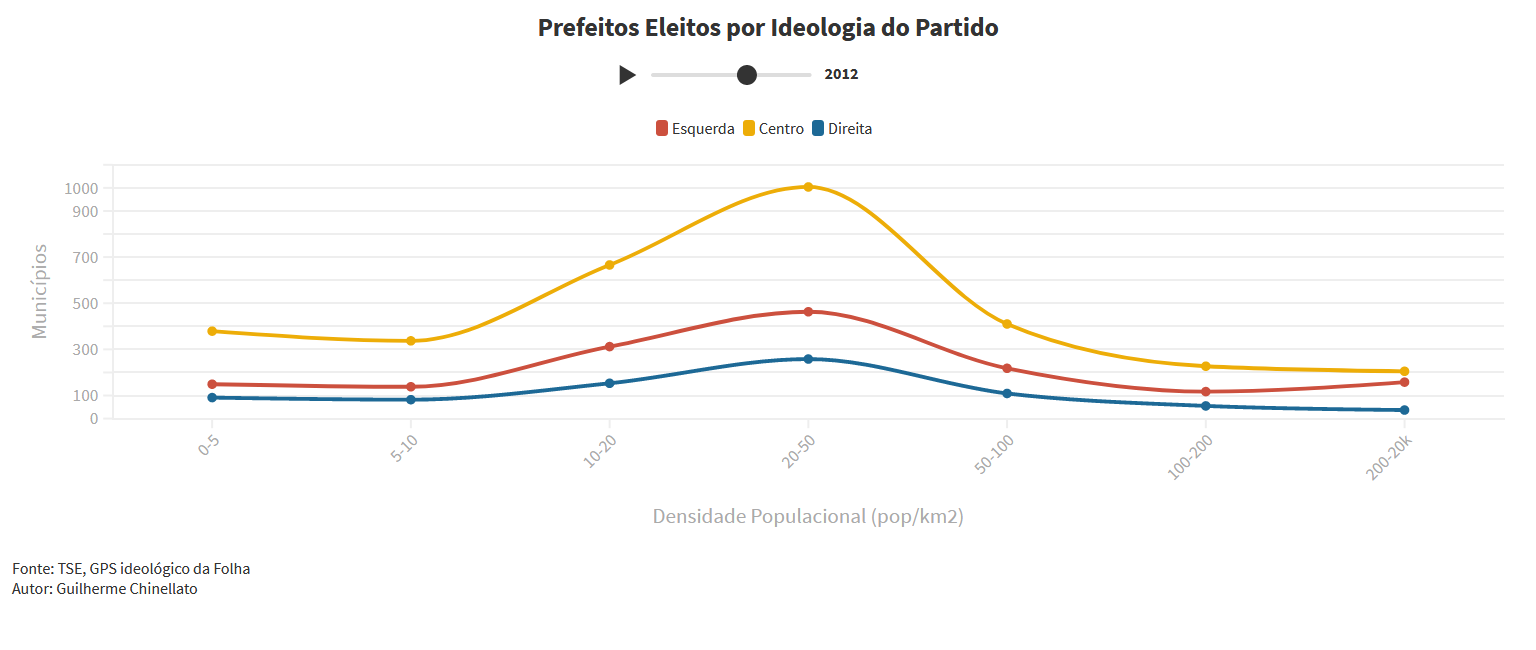 Prefeitos Eleitos por Ideologia do Partido
2012
Esquerda Centro Direita
Municípios
1000
900
700
500
300
100
0
0-5 5-10 10-20 20-50 50-100 100-200 200-20k
Densidade Populacional (pop/km2)
Fonte: TSE, GPS ideológico da Folha
Autor: Guilherme Chinellato